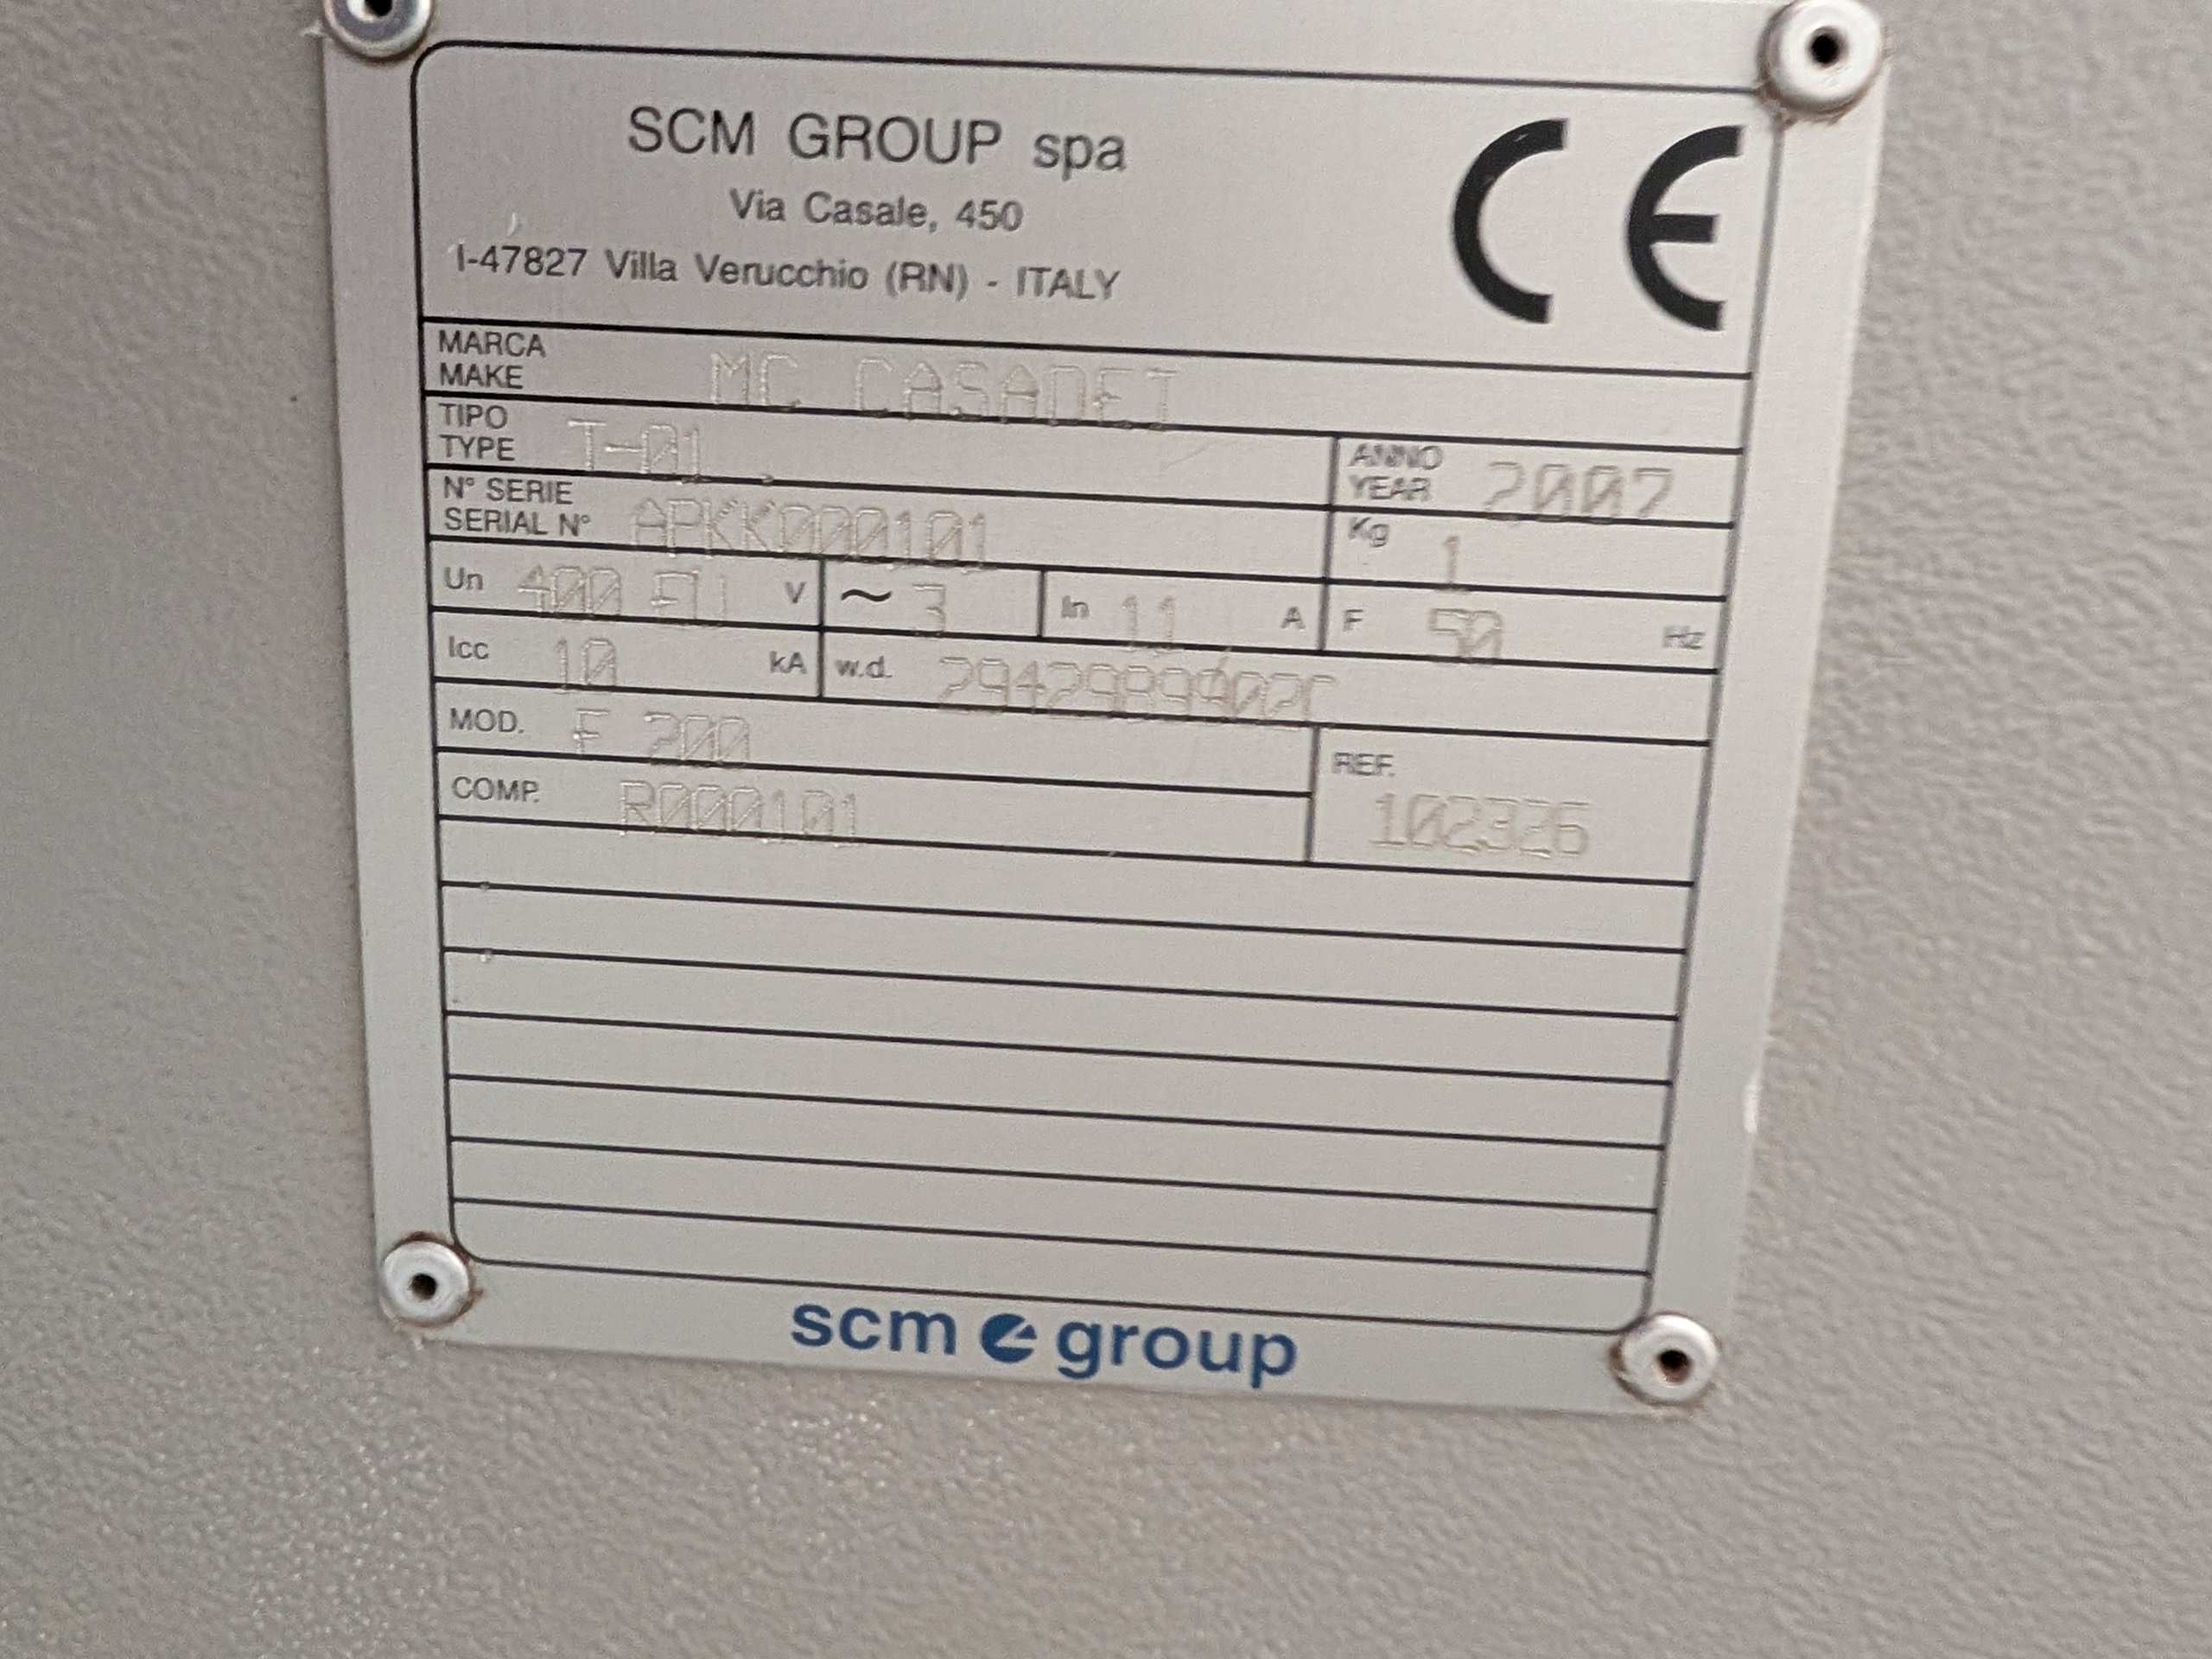 SCM GROUP spa
Via Casale, 450
I-47827 Villa Verucchio (RN) - ITALY
CE
MARCA
MAKE MC CASADEI
TIPO
TYPE T-01
ANNO
YEAR 2007
N° SERIE
SERIAL N° APKK000101
Kg 1
Un 400 V
~ 3
In 11 A
F 50 Hz
Icc 10 kA
w.d.
MOD. F 200
REF.
102326
COMP. R000101
scm group